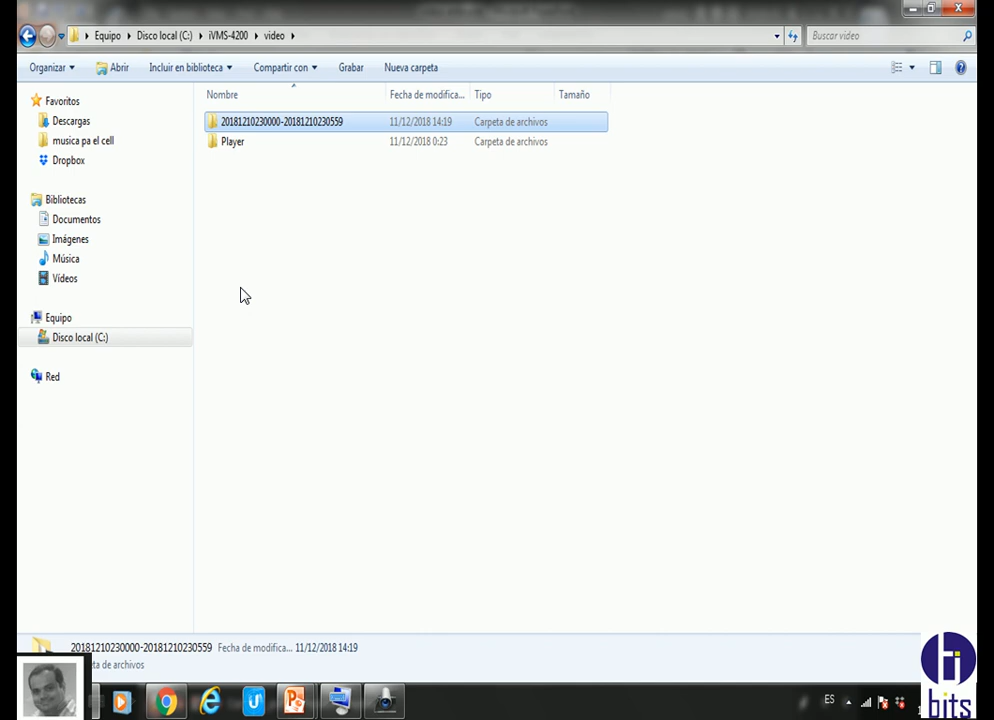 Equipo ▸ Disco local (C:) ▸ iVMS-4200 ▸ video ▸
Buscar video
Organizar ▾ Abrir Incluir en biblioteca ▾ Compartir con ▾ Grabar Nueva carpeta
Nombre Fecha de modifica... Tipo Tamaño
20181210230000-20181210230559 11/12/2018 14:19 Carpeta de archivos
Player 11/12/2018 0:23 Carpeta de archivos
Favoritos
Descargas
musica pa el cell
Dropbox
Bibliotecas
Documentos
Imágenes
Música
Vídeos
Equipo
Disco local (C:)
Red
20181210230000-20181210230559 Fecha de modifica... 11/12/2018 14:19
eta de archivos
ES
bits